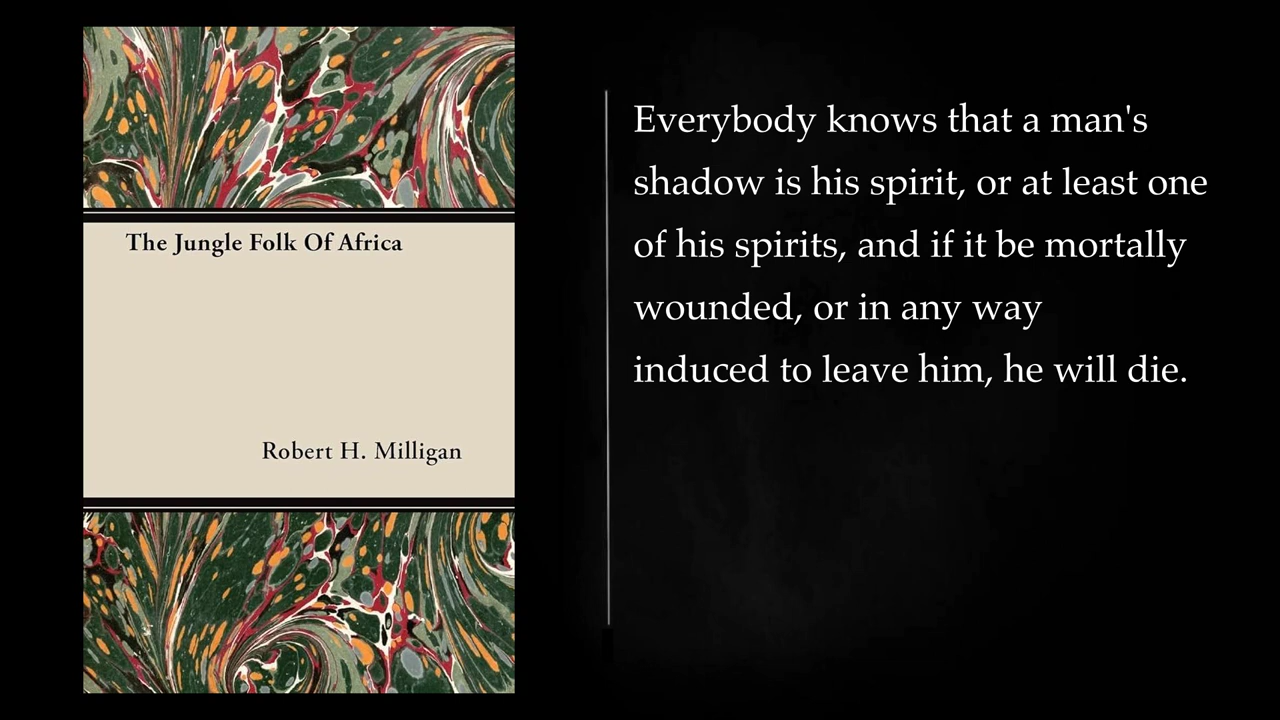 The Jungle Folk Of Africa
Robert H. Milligan
Everybody knows that a man's
shadow is his spirit, or at least one
of his spirits, and if it be mortally
wounded, or in any way
induced to leave him, he will die.